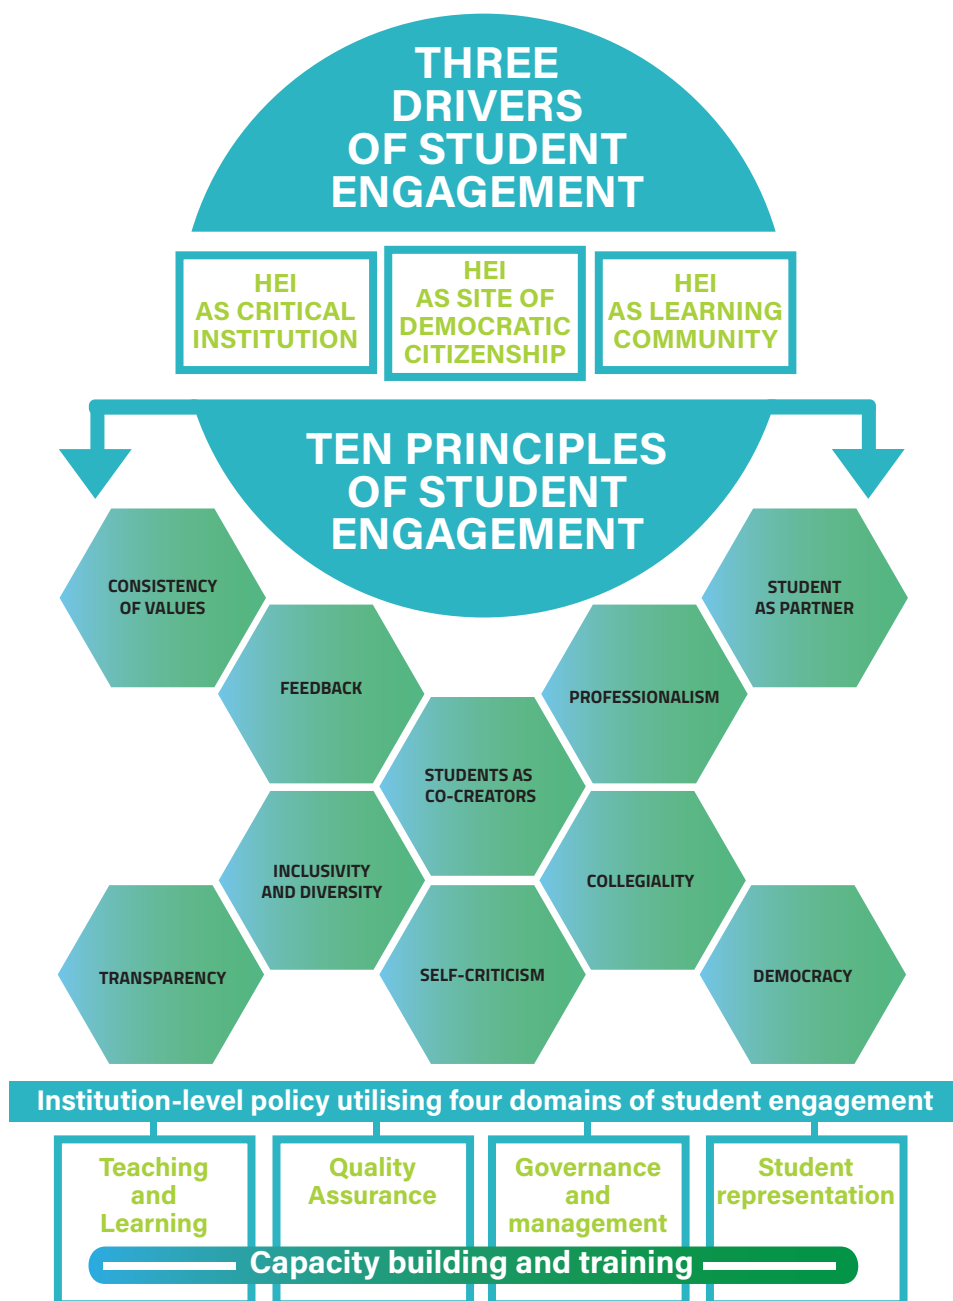 THREE
DRIVERS
OF STUDENT
ENGAGEMENT
HEI
AS CRITICAL
INSTITUTION
HEI
AS SITE OF
DEMOCRATIC
CITIZENSHIP
HEI
AS LEARNING
COMMUNITY
TEN PRINCIPLES
OF STUDENT
ENGAGEMENT
CONSISTENCY
OF VALUES
STUDENT
AS PARTNER
FEEDBACK
PROFESSIONALISM
STUDENTS AS
CO-CREATORS
INCLUSIVITY
AND DIVERSITY
COLLEGIALITY
TRANSPARENCY
SELF-CRITICISM
DEMOCRACY
Institution-level policy utilising four domains of student engagement
Teaching
and
Learning
Quality
Assurance
Governance
and
management
Student
representation
Capacity building and training